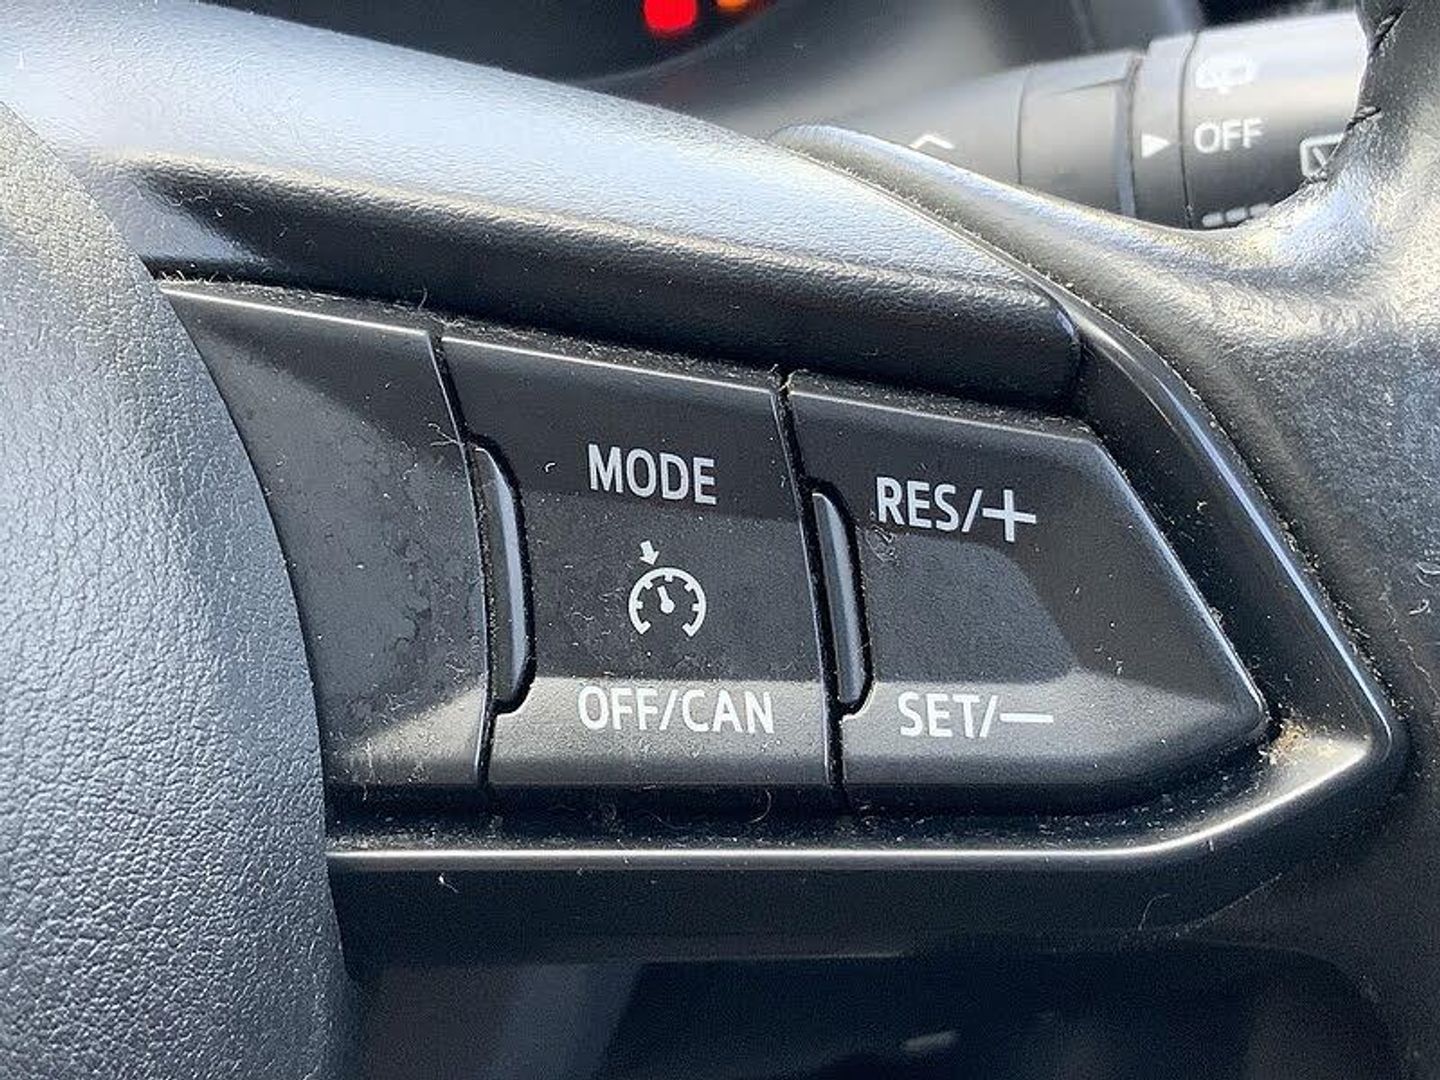 OFF
MODE
RES/+
OFF/CAN
SET/−